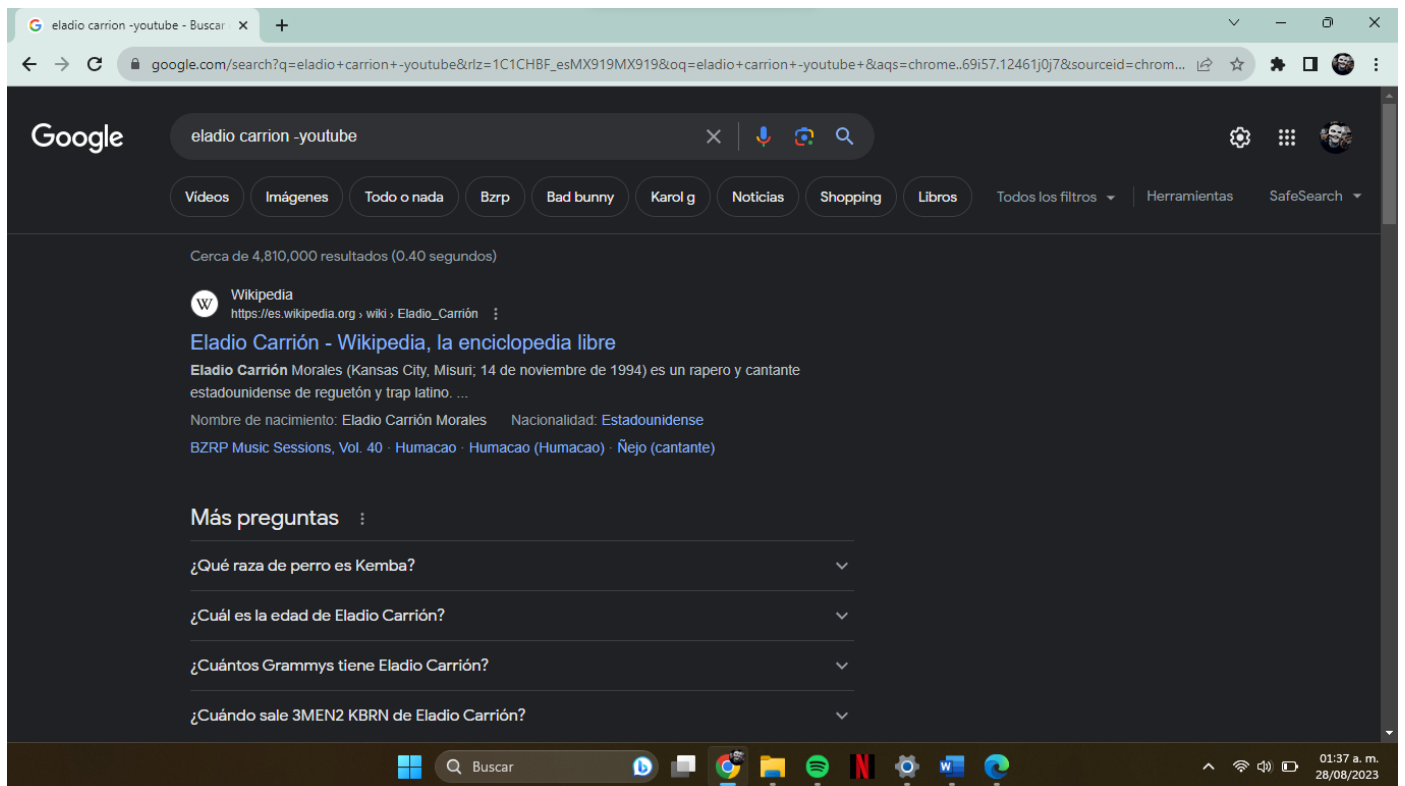 eladio carrion -youtube - Buscar
google.com/search?q=eladio+carrion+-youtube&rlz=1C1CHBF_esMX919MX919&oq=eladio+carrion+-youtube+&aqs=chrome..69i57.12461j0j7&sourceid=chrom...
Google
eladio carrion -youtube
Vídeos Imágenes Todo o nada Bzrp Bad bunny Karol g Noticias Shopping Libros Todos los filtros Herramientas SafeSearch
Cerca de 4,810,000 resultados (0.40 segundos)
W
Wikipedia
https://es.wikipedia.org › wiki › Eladio_Carrión
Eladio Carrión - Wikipedia, la enciclopedia libre
Eladio Carrión Morales (Kansas City, Misuri; 14 de noviembre de 1994) es un rapero y cantante
estadounidense de reguetón y trap latino. ...
Nombre de nacimiento: Eladio Carrión Morales Nacionalidad: Estadounidense
BZRP Music Sessions, Vol. 40 · Humacao · Humacao (Humacao) · Ñejo (cantante)
Más preguntas
¿Qué raza de perro es Kemba?
¿Cuál es la edad de Eladio Carrión?
¿Cuántos Grammys tiene Eladio Carrión?
¿Cuándo sale 3MEN2 KBRN de Eladio Carrión?
Buscar
01:37 a. m.
28/08/2023